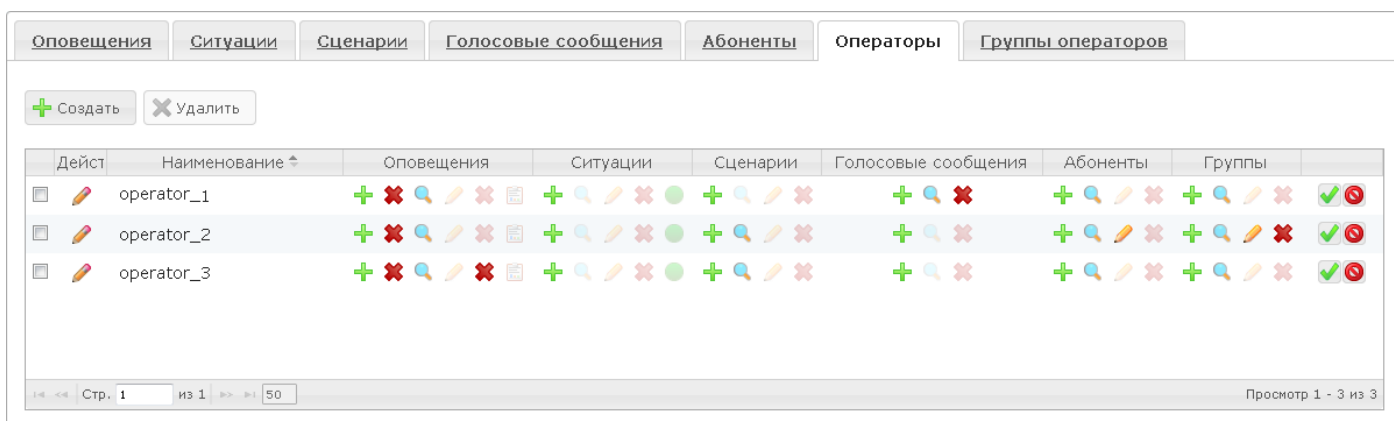 Оповещения Ситуации Сценарии Голосовые сообщения Абоненты Операторы Группы операторов
Создать Удалить
Дейст Наименование Оповещения Ситуации Сценарии Голосовые сообщения Абоненты Группы
operator_1
operator_2
operator_3
Стр. 1 из 1 50 Просмотр 1 - 3 из 3